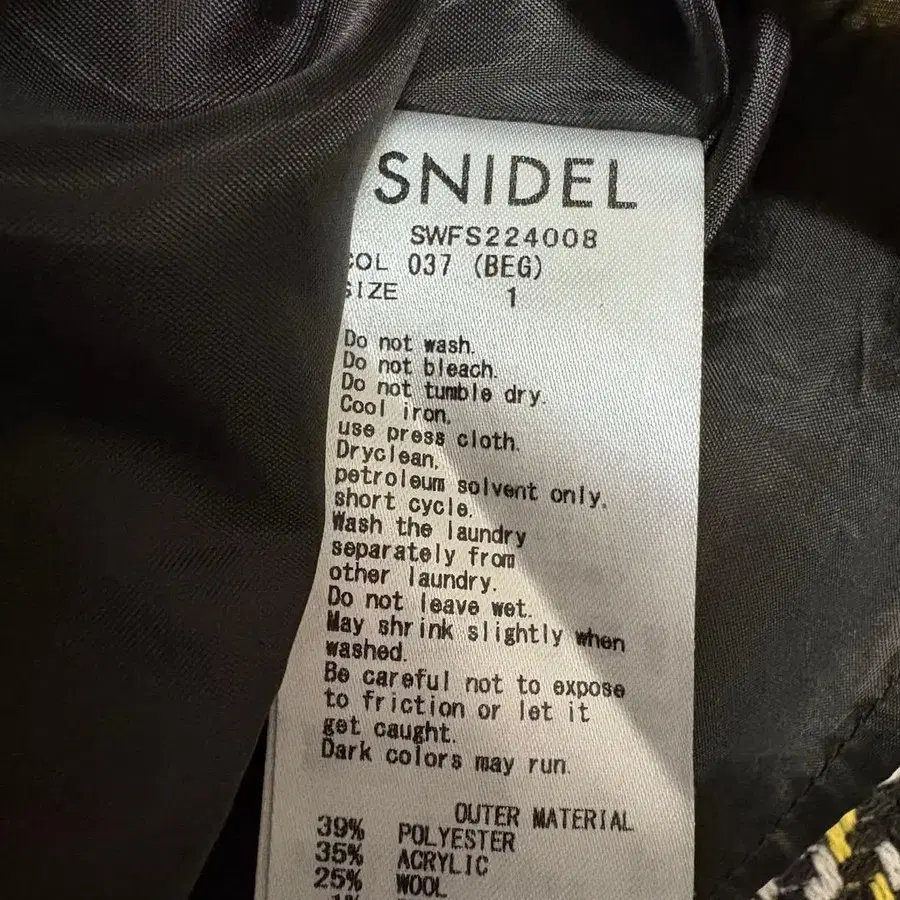 SNIDEL
SWFS224008
COL 037 (BEG)
SIZE 1
Do not wash.
Do not bleach.
Do not tumble dry.
Cool iron.
use press cloth.
Dryclean,
petroleum solvent only,
short cycle.
Wash the laundry
separately from
other laundry.
Do not leave wet.
May shrink slightly when
washed.
Be careful not to expose
to friction or let it
get caught.
Dark colors may run.
OUTER MATERIAL
39% POLYESTER
35% ACRYLIC
25% WOOL